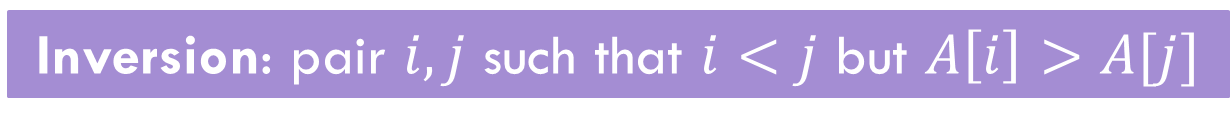 Inversion: pair i, j such that i < j but A[i] > A[j]